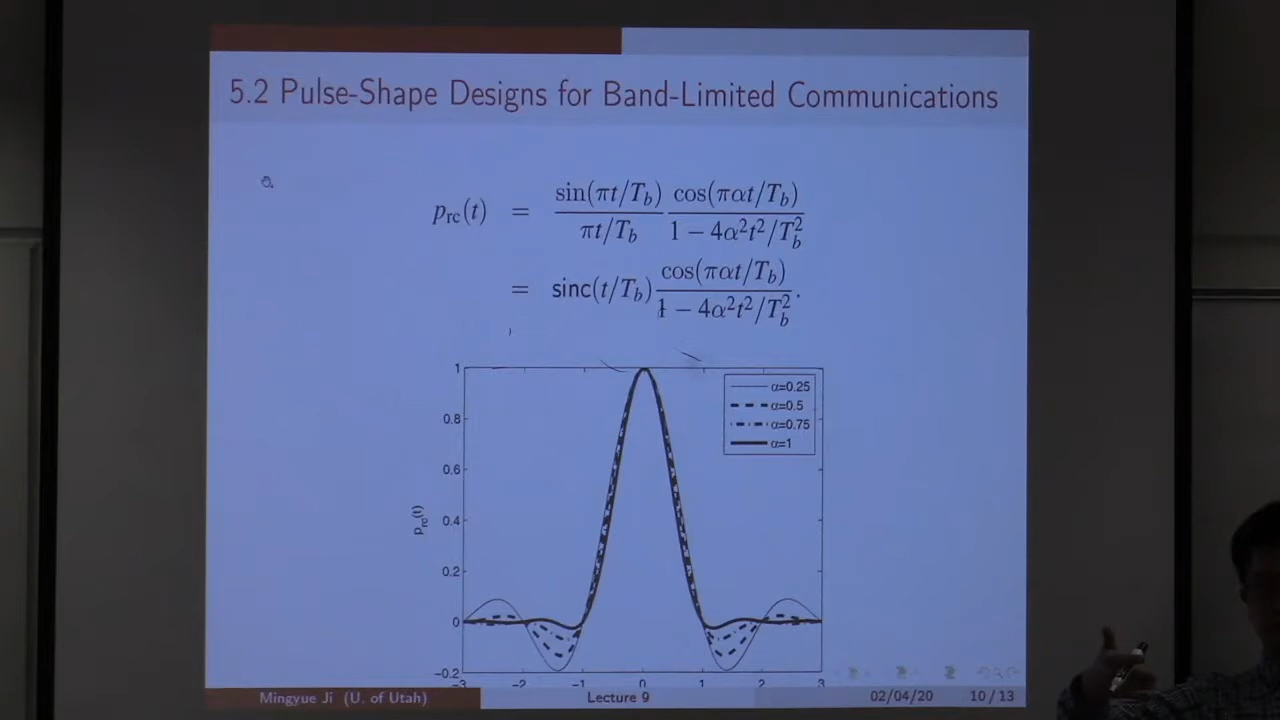 5.2 Pulse-Shape Designs for Band-Limited Communications
p_rc(t) = sin(πt/T_b)/(πt/T_b) cos(παt/T_b)/(1 − 4α²t²/T_b²)
= sinc(t/T_b) cos(παt/T_b)/(1 − 4α²t²/T_b²).
1
0.8
0.6
0.4
0.2
0
−0.2
p_rc(t)
α=0.25
α=0.5
α=0.75
α=1
−3 −2 −1 0 1 2 3
Mingyue Ji (U. of Utah) Lecture 9 02/04/20 10 / 13